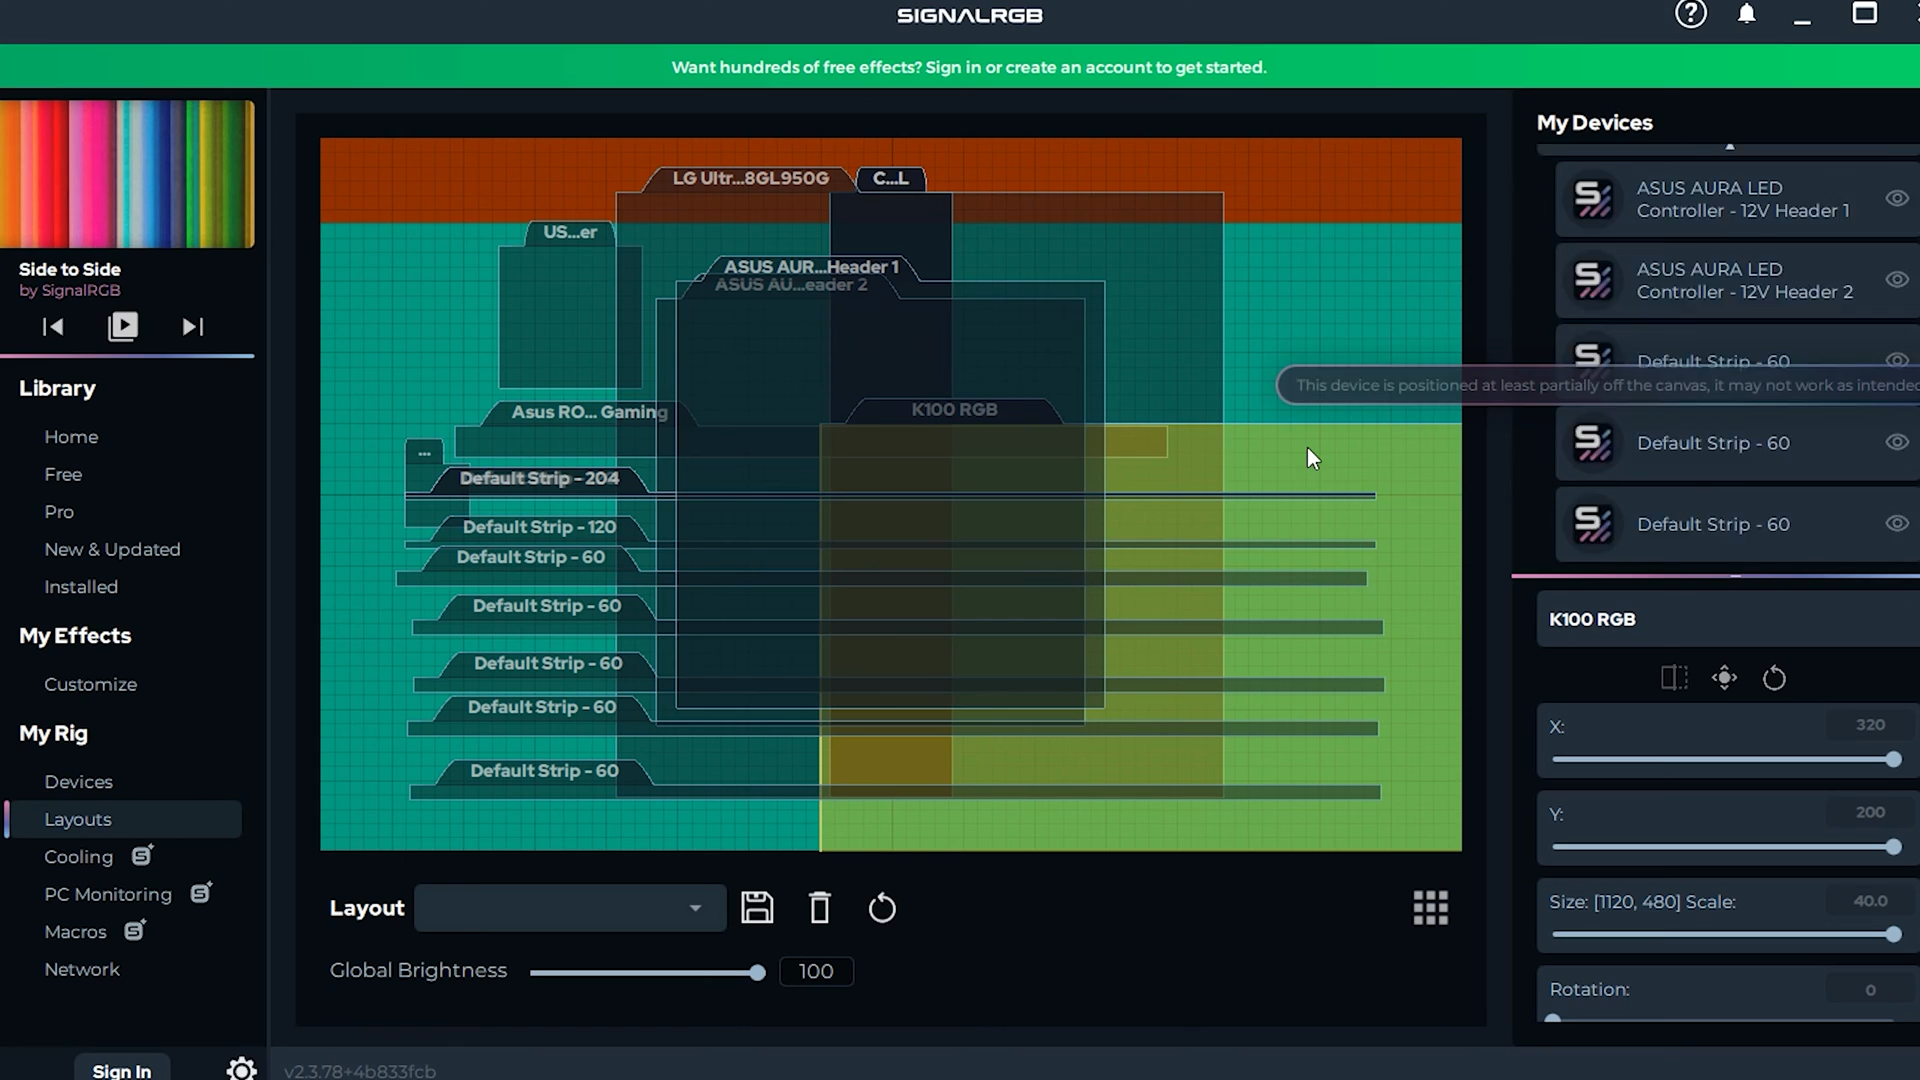 SIGNALRGB
Want hundreds of free effects? Sign in or create an account to get started.
Side to Side
by SignalRGB
Library
Home
Free
Pro
New & Updated
Installed
My Effects
Customize
My Rig
Devices
Layouts
Cooling
PC Monitoring
Macros
Network
Sign In
v2.3.78+4b833fcb
LG Ultr...8GL950G
C...L
US...er
ASUS AUR...Header 1
ASUS AU...eader 2
Asus RO... Gaming
K100 RGB
...
Default Strip - 204
Default Strip - 120
Default Strip - 60
Default Strip - 60
Default Strip - 60
Default Strip - 60
Default Strip - 60
Layout
Global Brightness
100
My Devices
ASUS AURA LED
Controller - 12V Header 1
ASUS AURA LED
Controller - 12V Header 2
Default Strip - 60
This device is positioned at least partially off the canvas, it may not work as intended
Default Strip - 60
Default Strip - 60
K100 RGB
X:
320
Y:
200
Size: [1120, 480] Scale:
40.0
Rotation:
0